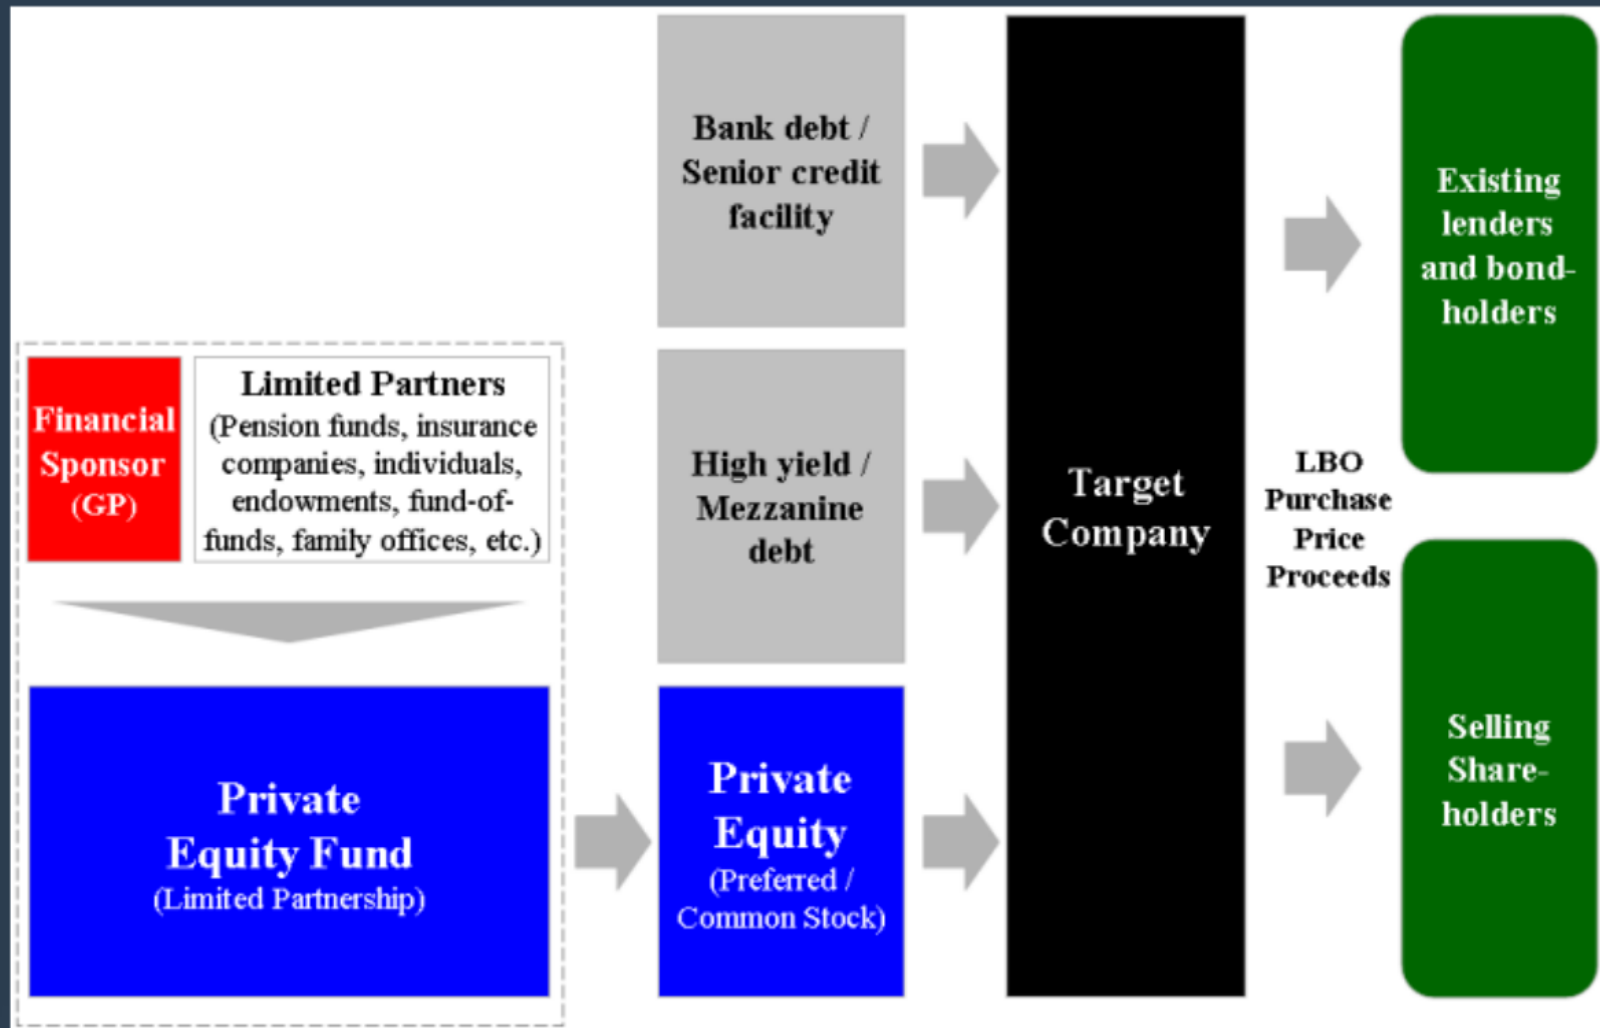 Bank debt /
Senior credit
facility
Existing
lenders
and bond-
holders
Financial
Sponsor
(GP)
Limited Partners
(Pension funds, insurance
companies, individuals,
endowments, fund-of-
funds, family offices, etc.)
High yield /
Mezzanine
debt
Target
Company
LBO
Purchase
Price
Proceeds
Private
Equity Fund
(Limited Partnership)
Private
Equity
(Preferred /
Common Stock)
Selling
Share-
holders